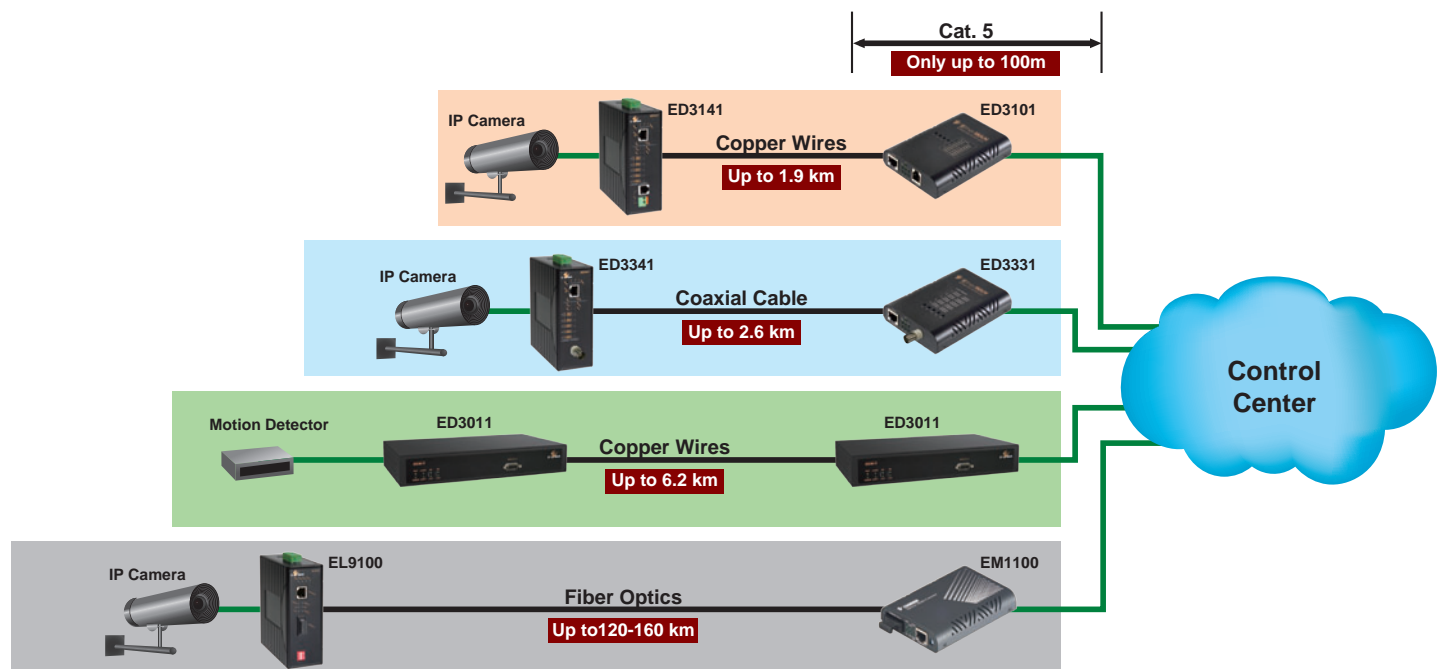 Cat. 5
Only up to 100m
ED3141
ED3101
IP Camera
Copper Wires
Up to 1.9 km
ED3341
ED3331
IP Camera
Coaxial Cable
Up to 2.6 km
Control
Center
Motion Detector
ED3011
ED3011
Copper Wires
Up to 6.2 km
EL9100
EM1100
IP Camera
Fiber Optics
Up to120-160 km